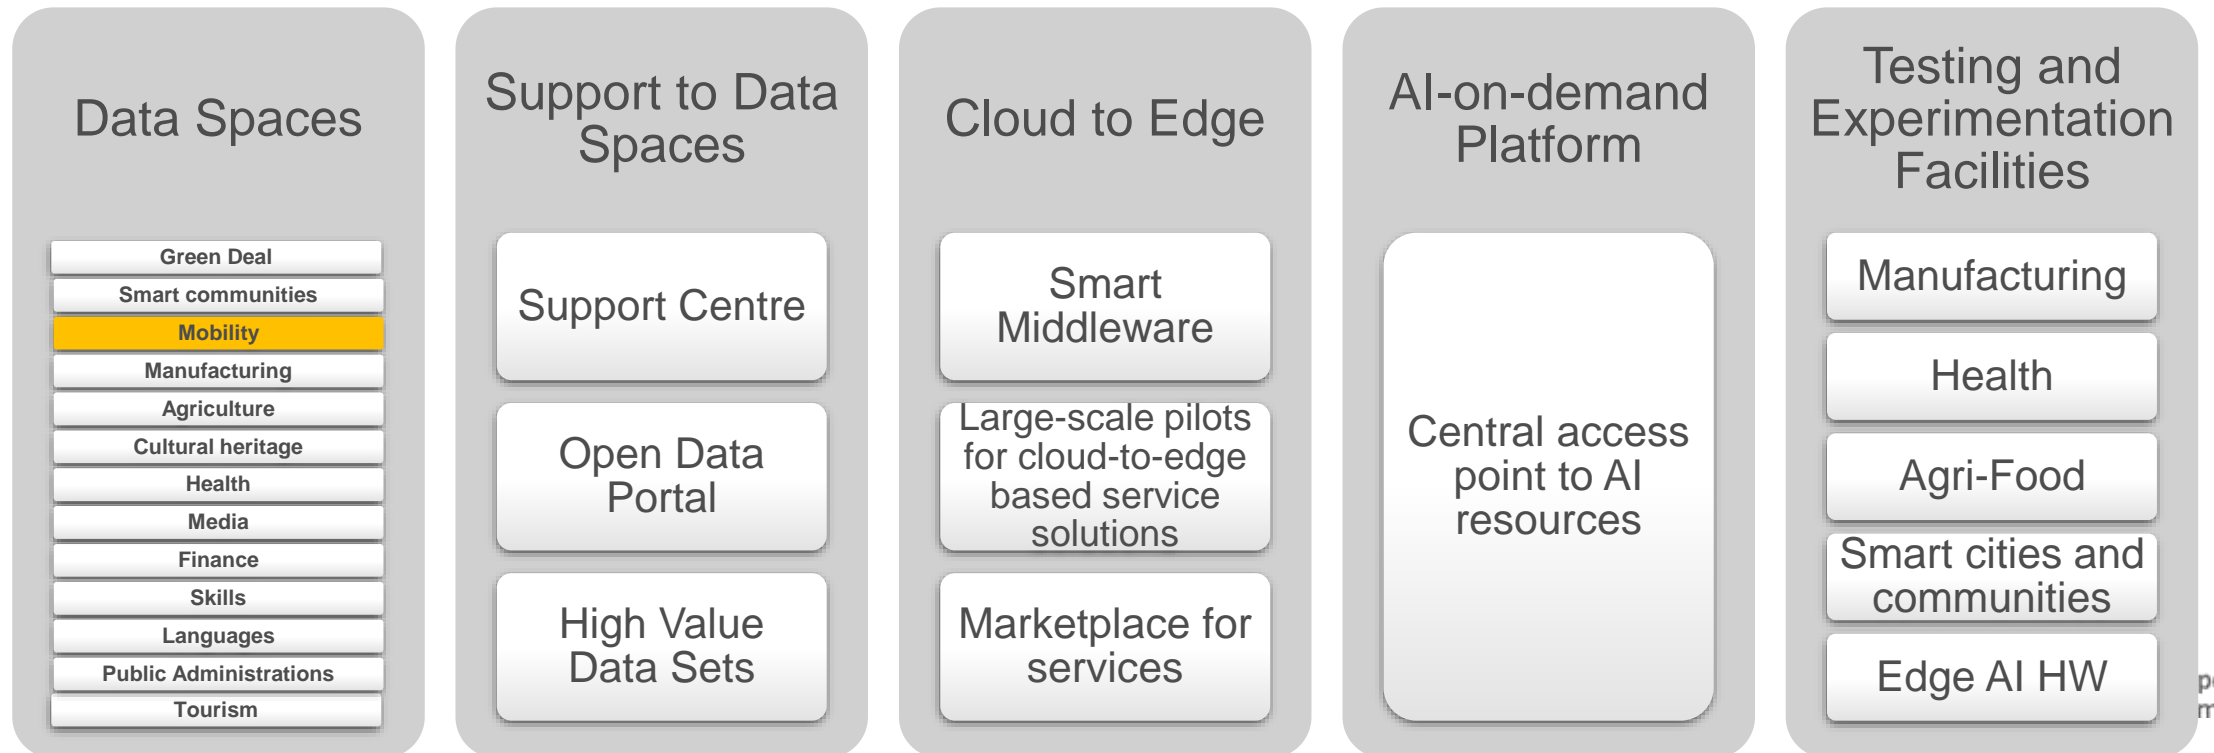 Data Spaces
Green Deal
Smart communities
Mobility
Manufacturing
Agriculture
Cultural heritage
Health
Media
Finance
Skills
Languages
Public Administrations
Tourism
Support to Data
Spaces
Support Centre
Open Data
Portal
High Value
Data Sets
Cloud to Edge
Smart
Middleware
Large-scale pilots
for cloud-to-edge
based service
solutions
Marketplace for
services
AI-on-demand
Platform
Central access
point to AI
resources
Testing and
Experimentation
Facilities
Manufacturing
Health
Agri-Food
Smart cities and
communities
Edge AI HW